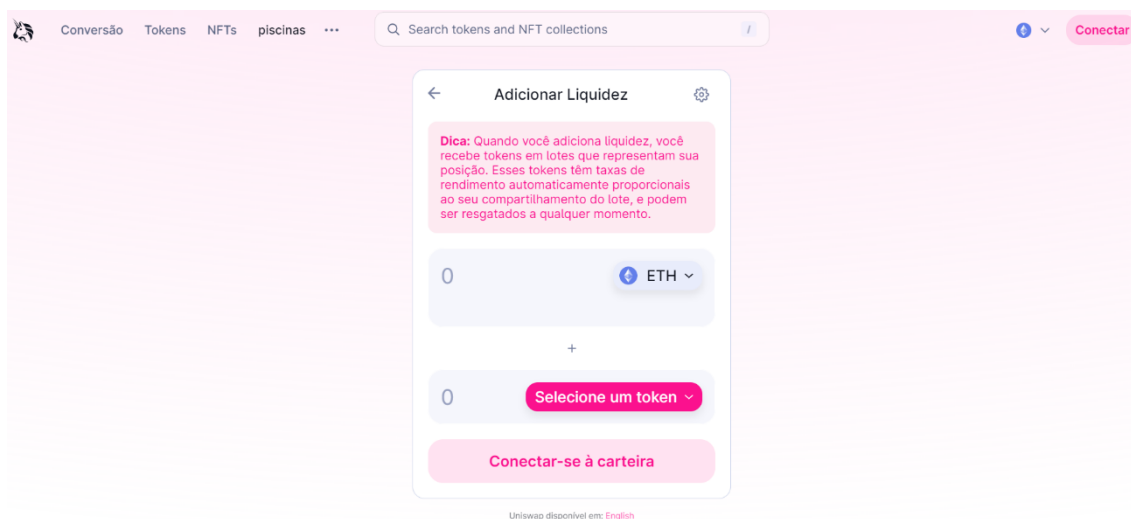 Conversão Tokens NFTs piscinas ••• Search tokens and NFT collections / Conectar
Adicionar Liquidez
Dica: Quando você adiciona liquidez, você
recebe tokens em lotes que representam sua
posição. Esses tokens têm taxas de
rendimento automaticamente proporcionais
ao seu compartilhamento do lote, e podem
ser resgatados a qualquer momento.
0 ETH
+
0 Selecione um token
Conectar-se à carteira
Uniswap disponível em: English